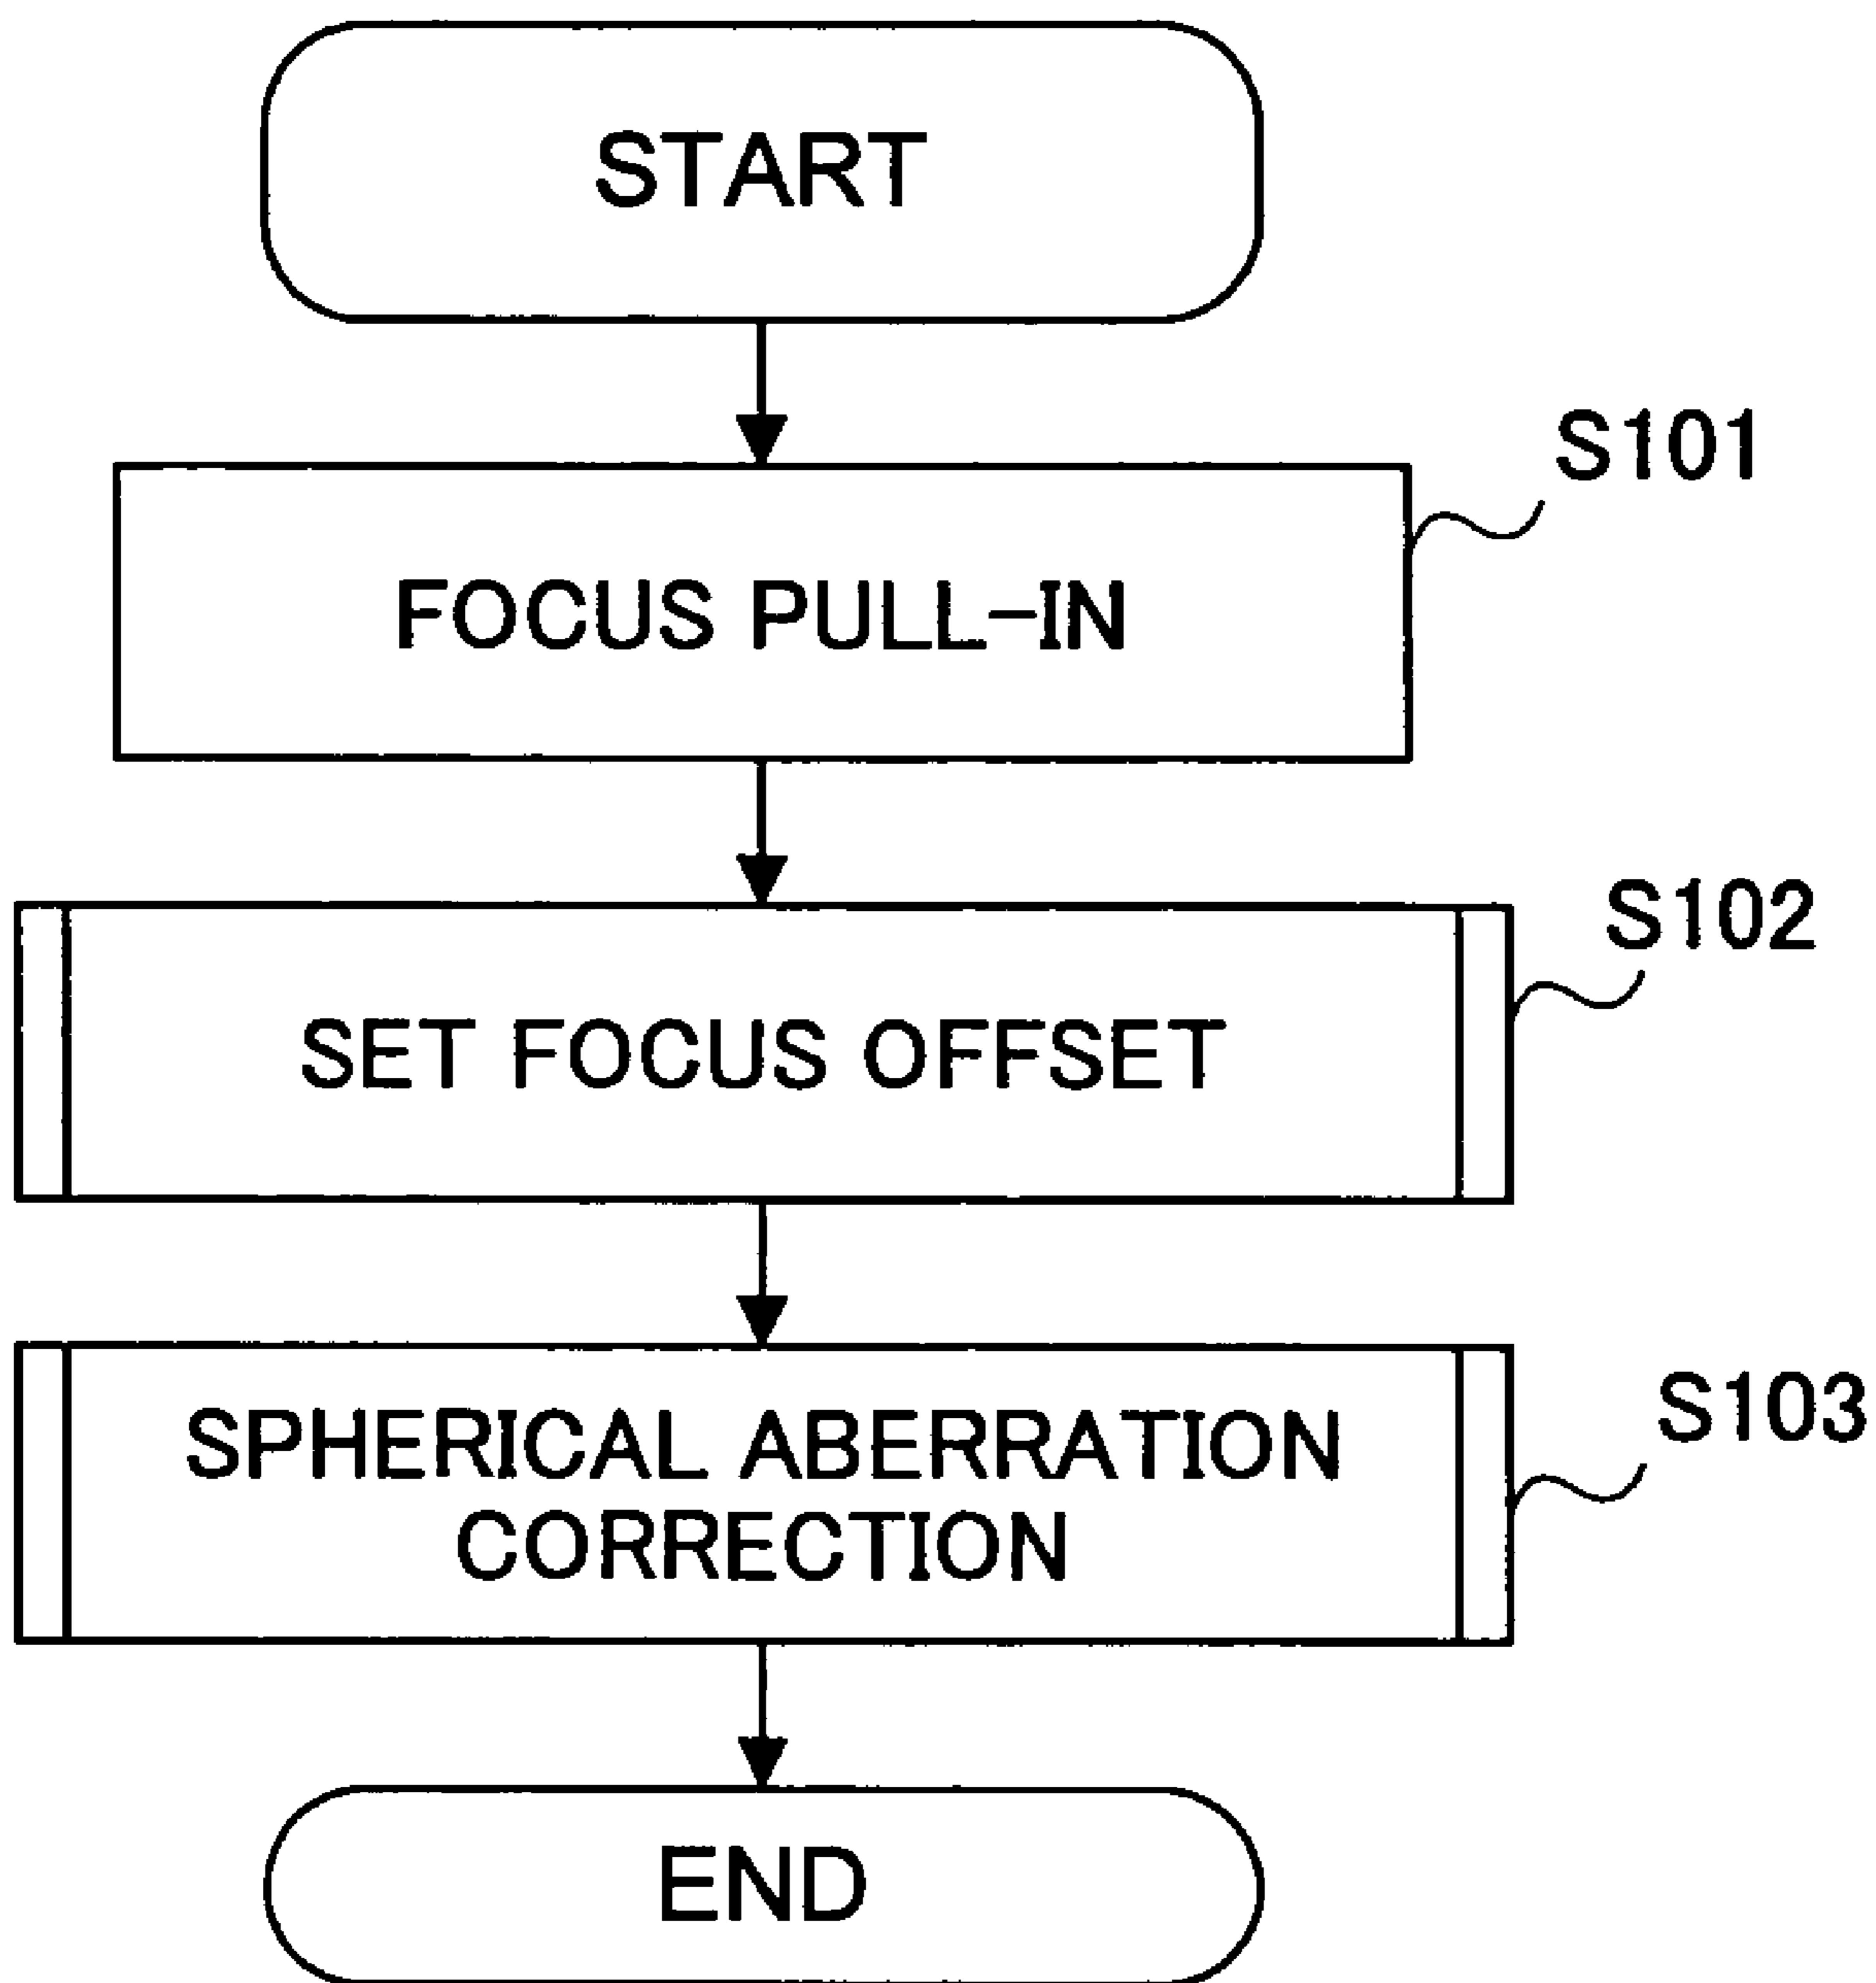 START
S101
FOCUS PULL-IN
S102
SET FOCUS OFFSET
S103
SPHERICAL ABERRATION
CORRECTION
END